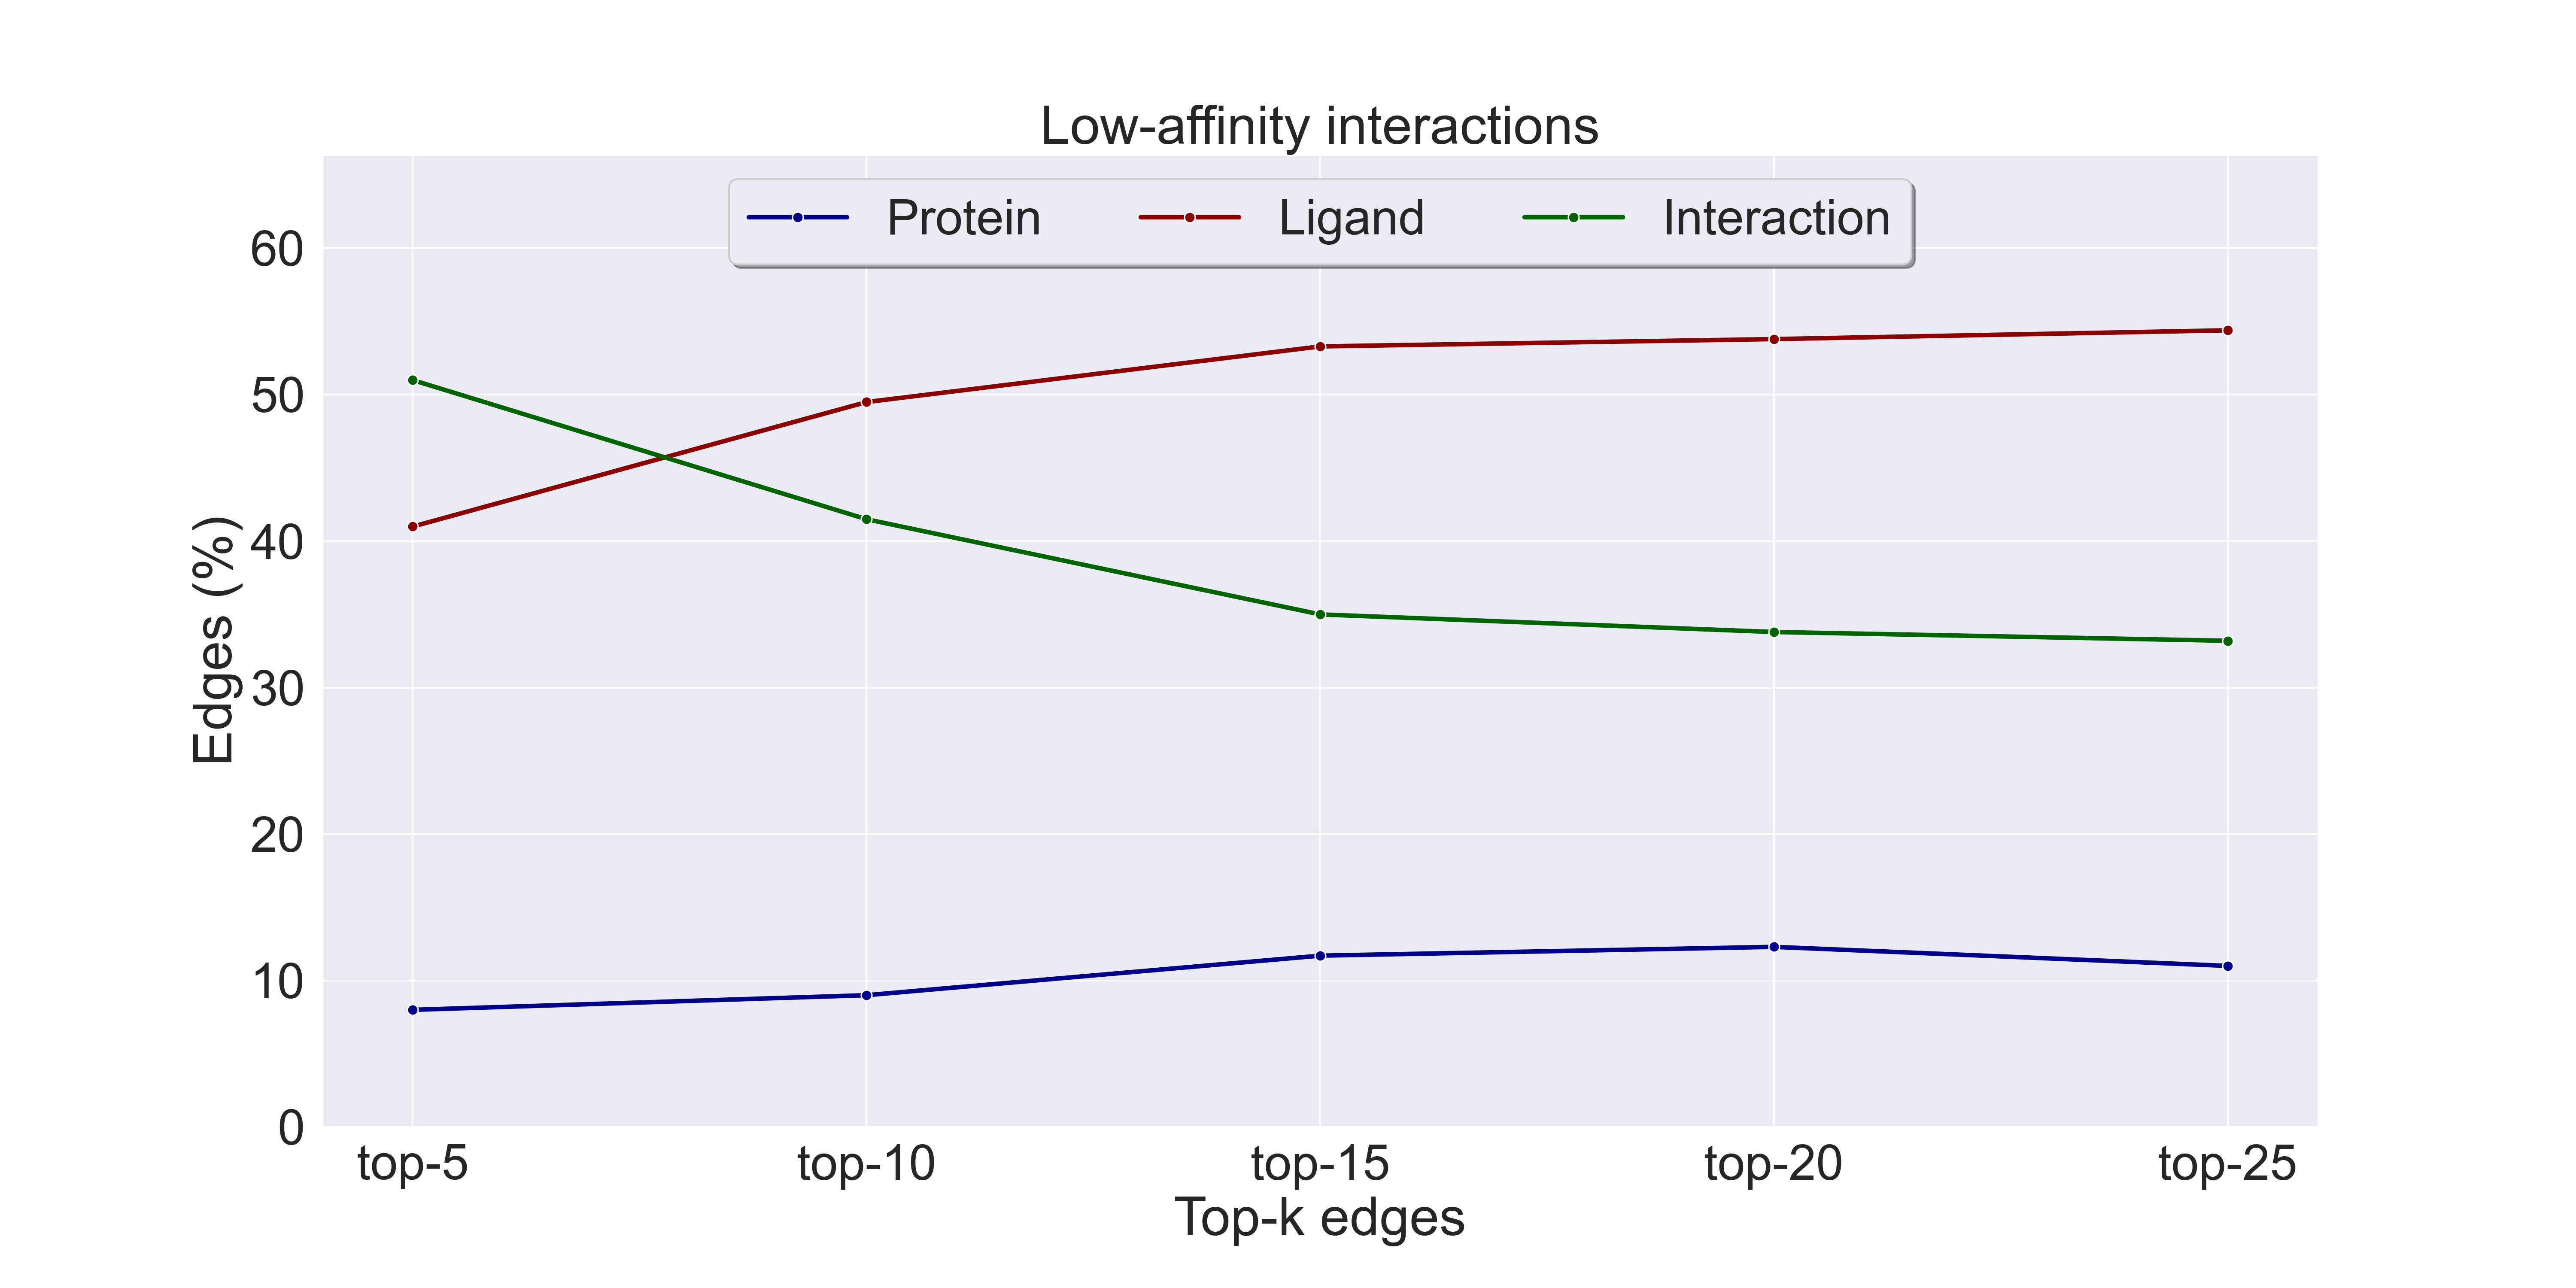 Low-affinity interactions
Protein Ligand Interaction
60
50
40
30
20
10
0
Edges (%)
top-5 top-10 top-15 top-20 top-25
Top-k edges